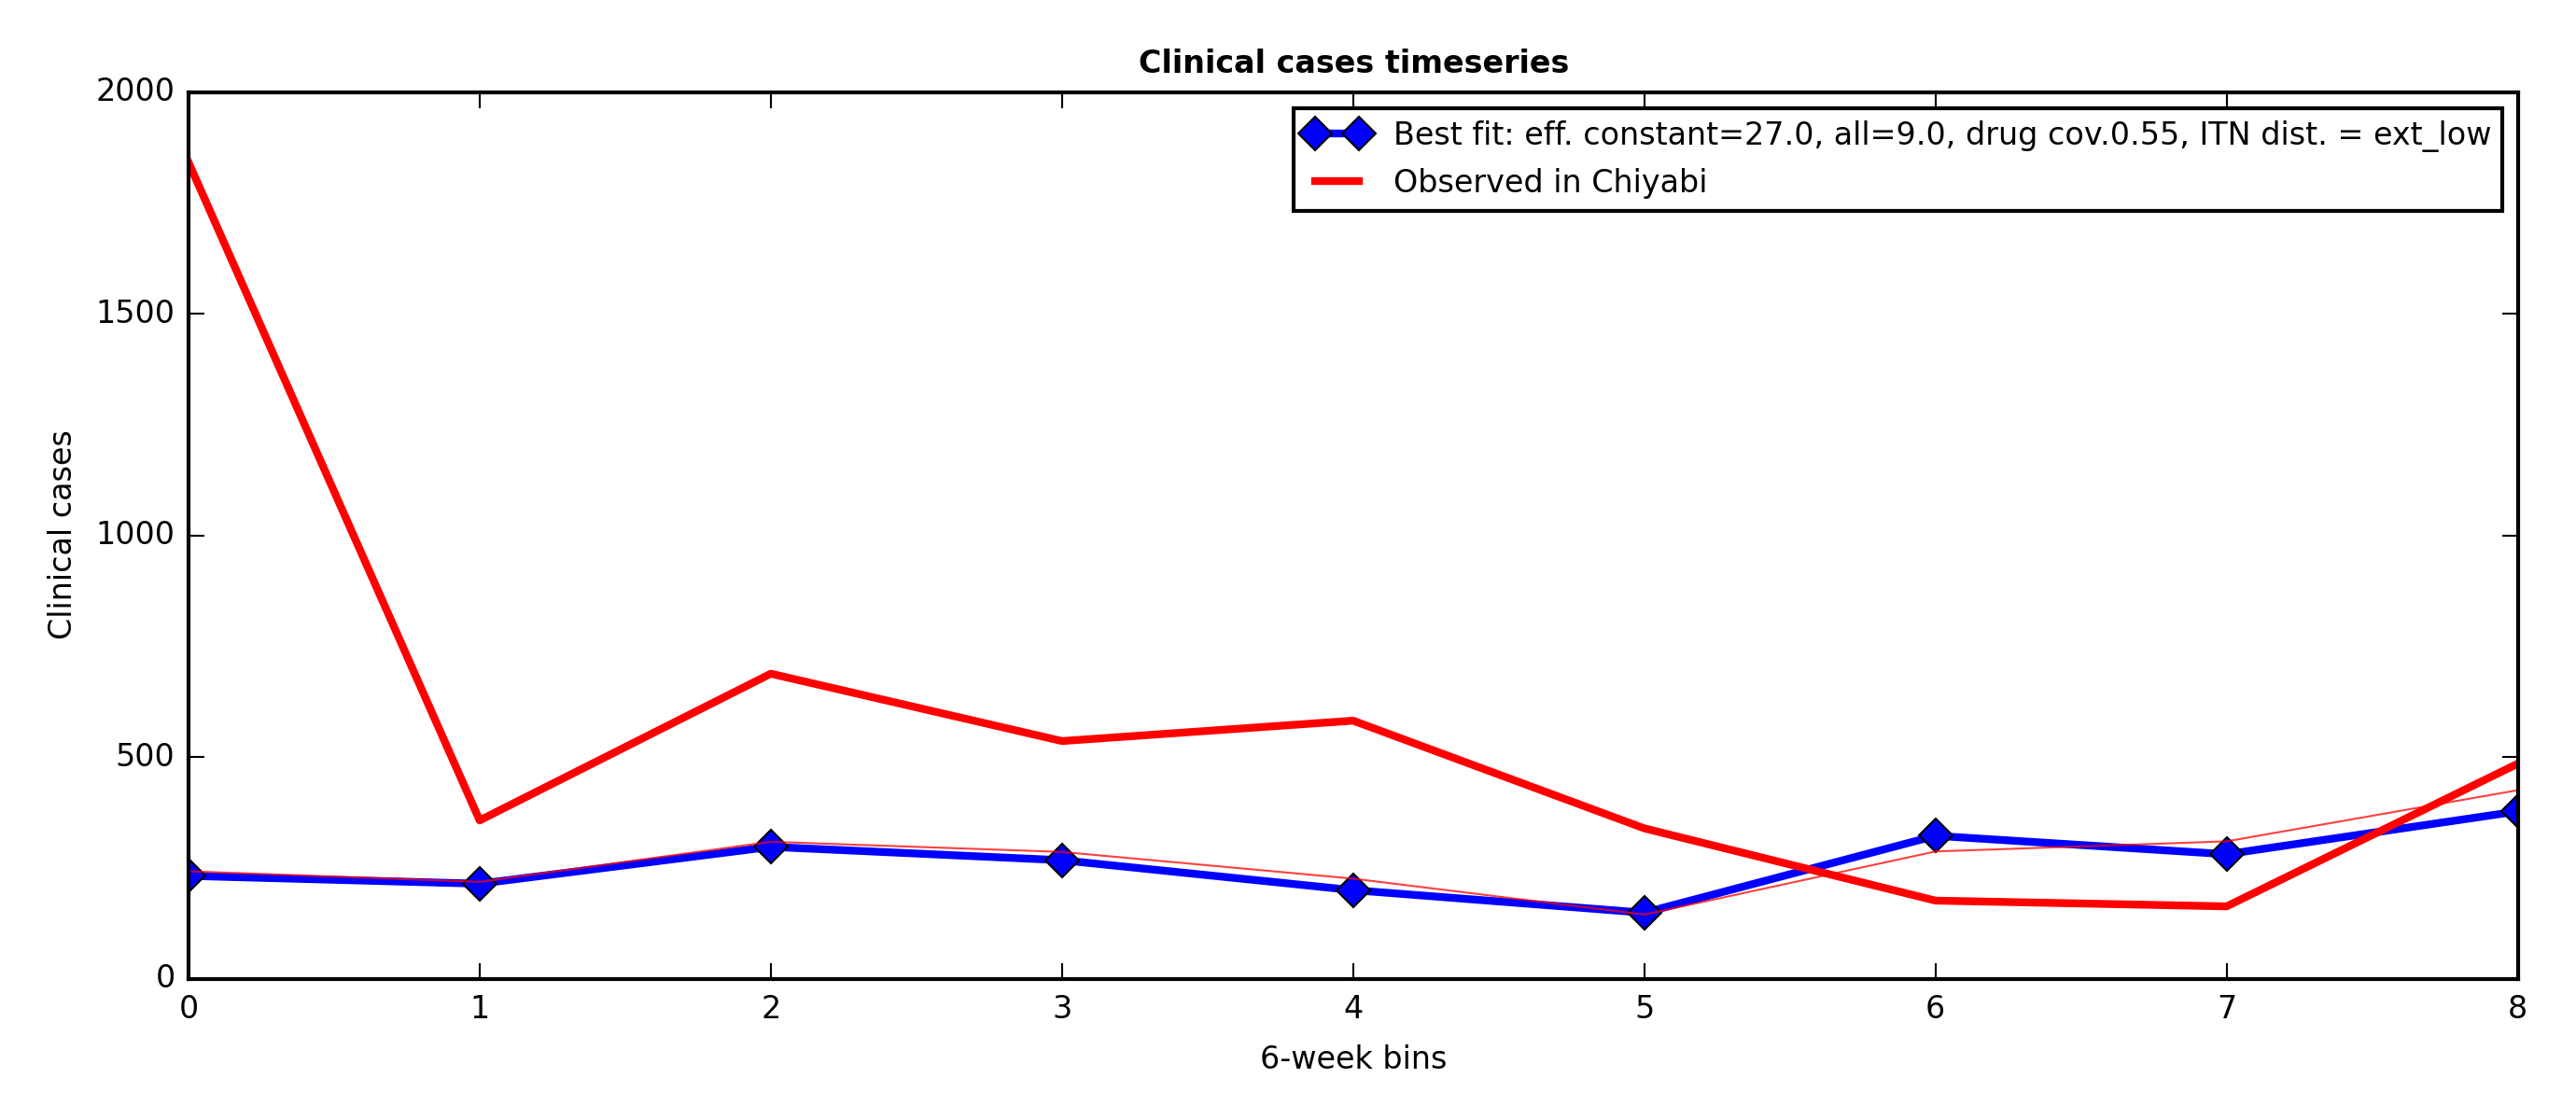 Clinical cases timeseries
2000
1500
1000
500
0
Clinical cases
Best fit: eff. constant=27.0, all=9.0, drug cov.0.55, ITN dist. = ext_low
Observed in Chiyabi
0 1 2 3 4 5 6 7 8
6-week bins